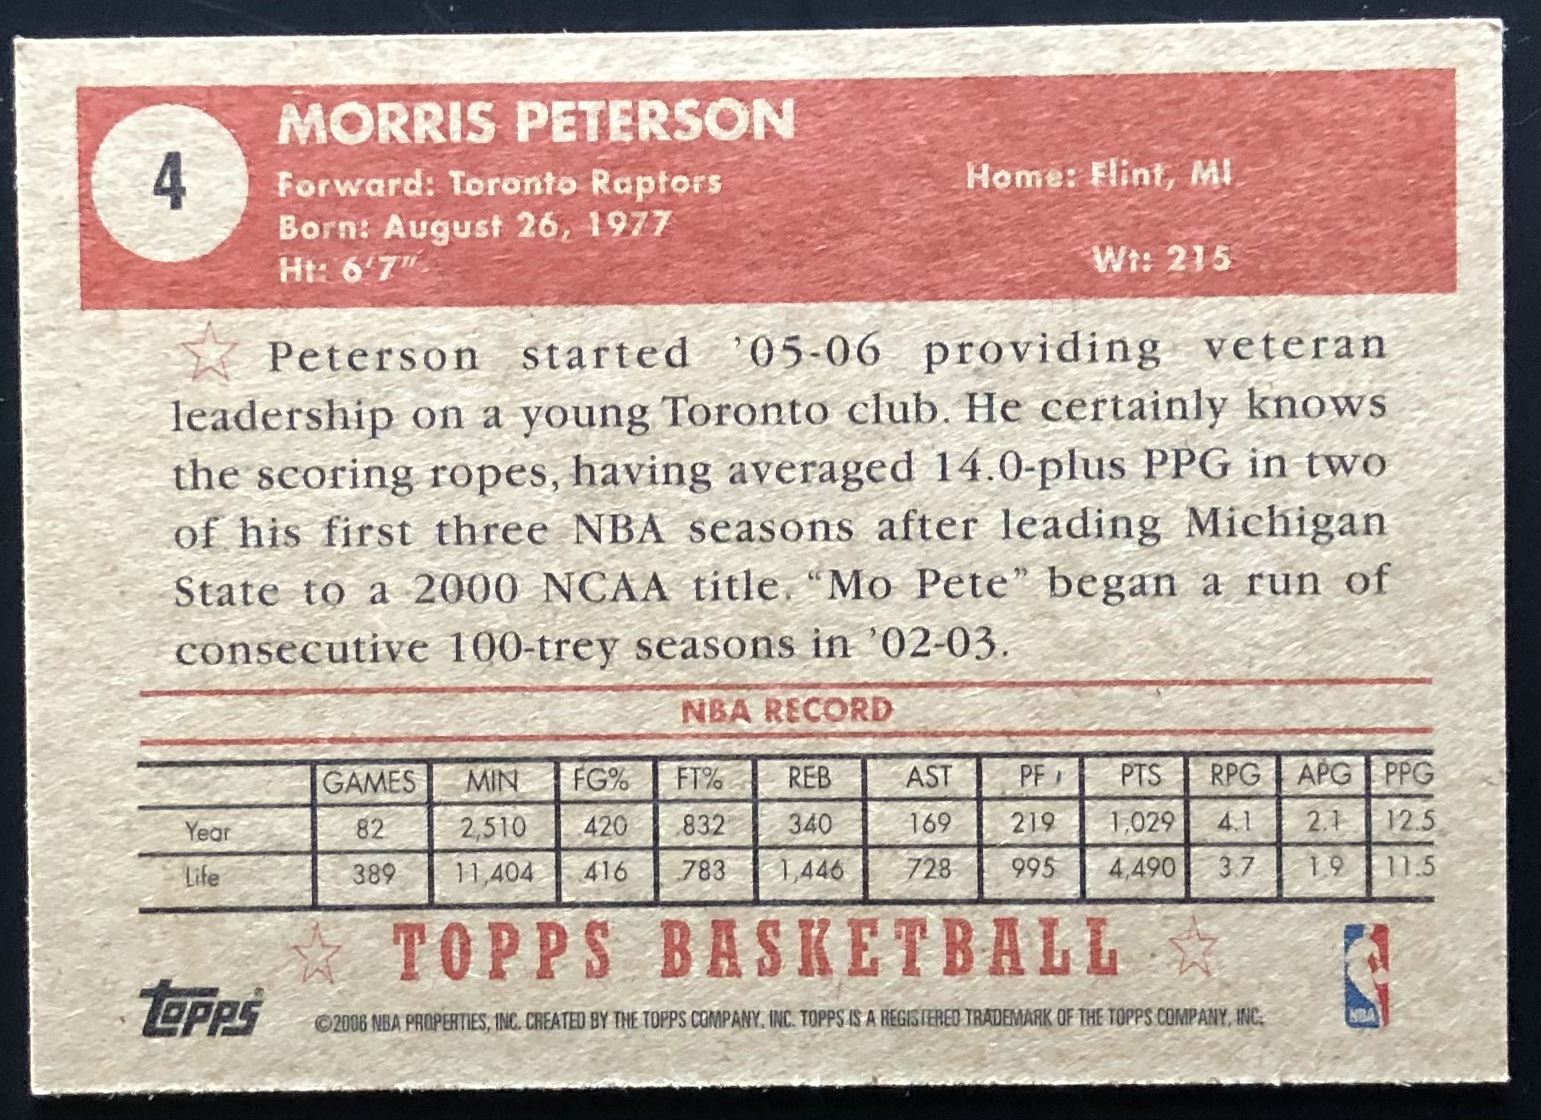 4
MORRIS PETERSON
Forward: Toronto Raptors
Home: Flint, MI
Born: August 26, 1977
Ht: 6'7"
Wt: 215
Peterson started '05-06 providing veteran
leadership on a young Toronto club. He certainly knows
the scoring ropes, having averaged 14.0-plus PPG in two
of his first three NBA seasons after leading Michigan
State to a 2000 NCAA title. "Mo Pete" began a run of
consecutive 100-trey seasons in '02-03.
NBA RECORD
GAMES MIN FG% FT% REB AST PF PTS RPG APG PPG
Year 82 2,510 .420 .832 340 169 219 1,029 4.1 2.1 12.5
Life 389 11,404 .416 .783 1,446 728 995 4,490 3.7 1.9 11.5
TOPPS BASKETBALL
topps®
©2006 NBA PROPERTIES, INC. CREATED BY THE TOPPS COMPANY, INC. TOPPS IS A REGISTERED TRADEMARK OF THE TOPPS COMPANY, INC.
NBA